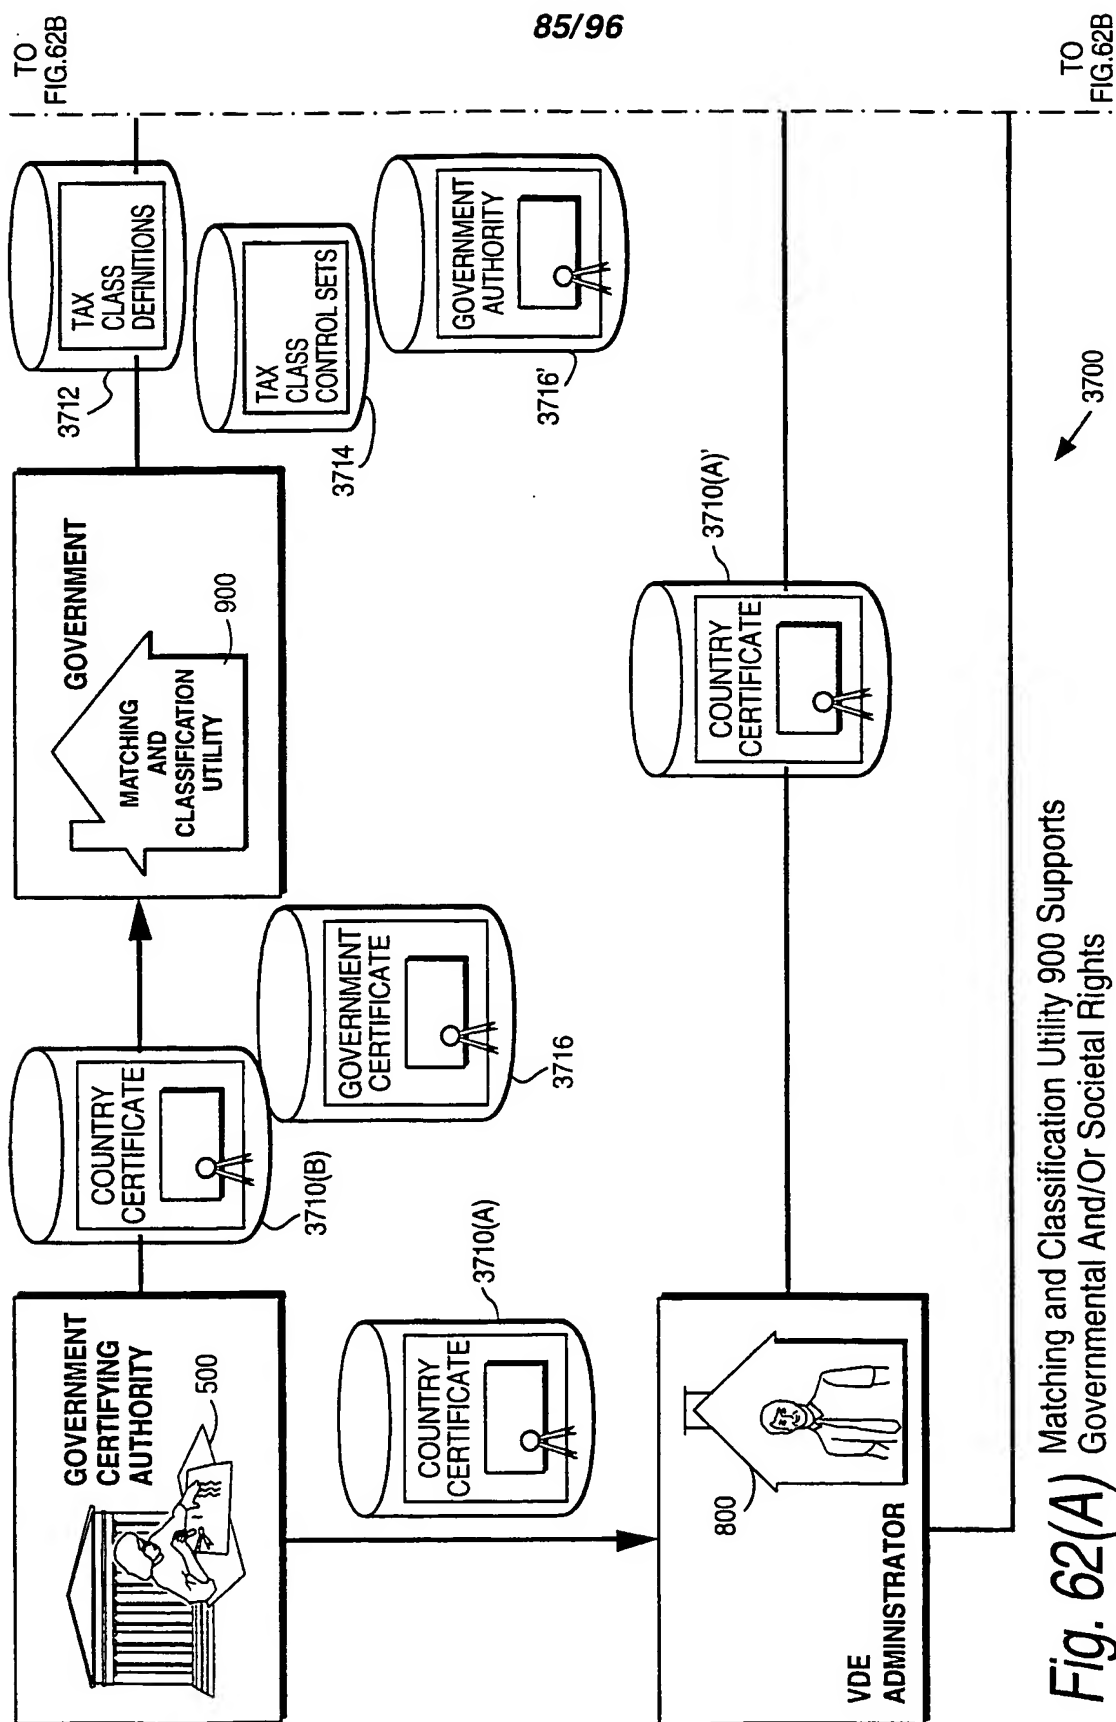 85/96
TO
FIG.62B
TO
FIG.62B
GOVERNMENT
CERTIFYING
AUTHORITY
500
COUNTRY
CERTIFICATE
3710(B)
GOVERNMENT
CERTIFICATE
3716
GOVERNMENT
MATCHING
AND
CLASSIFICATION
UTILITY
900
TAX
CLASS
DEFINITIONS
3712
TAX
CLASS
CONTROL SETS
3714
GOVERNMENT
AUTHORITY
3716'
COUNTRY
CERTIFICATE
3710(A)
VDE
ADMINISTRATOR
800
COUNTRY
CERTIFICATE
3710(A)'
3700
Fig. 62(A) Matching and Classification Utility 900 Supports
Governmental And/Or Societal Rights